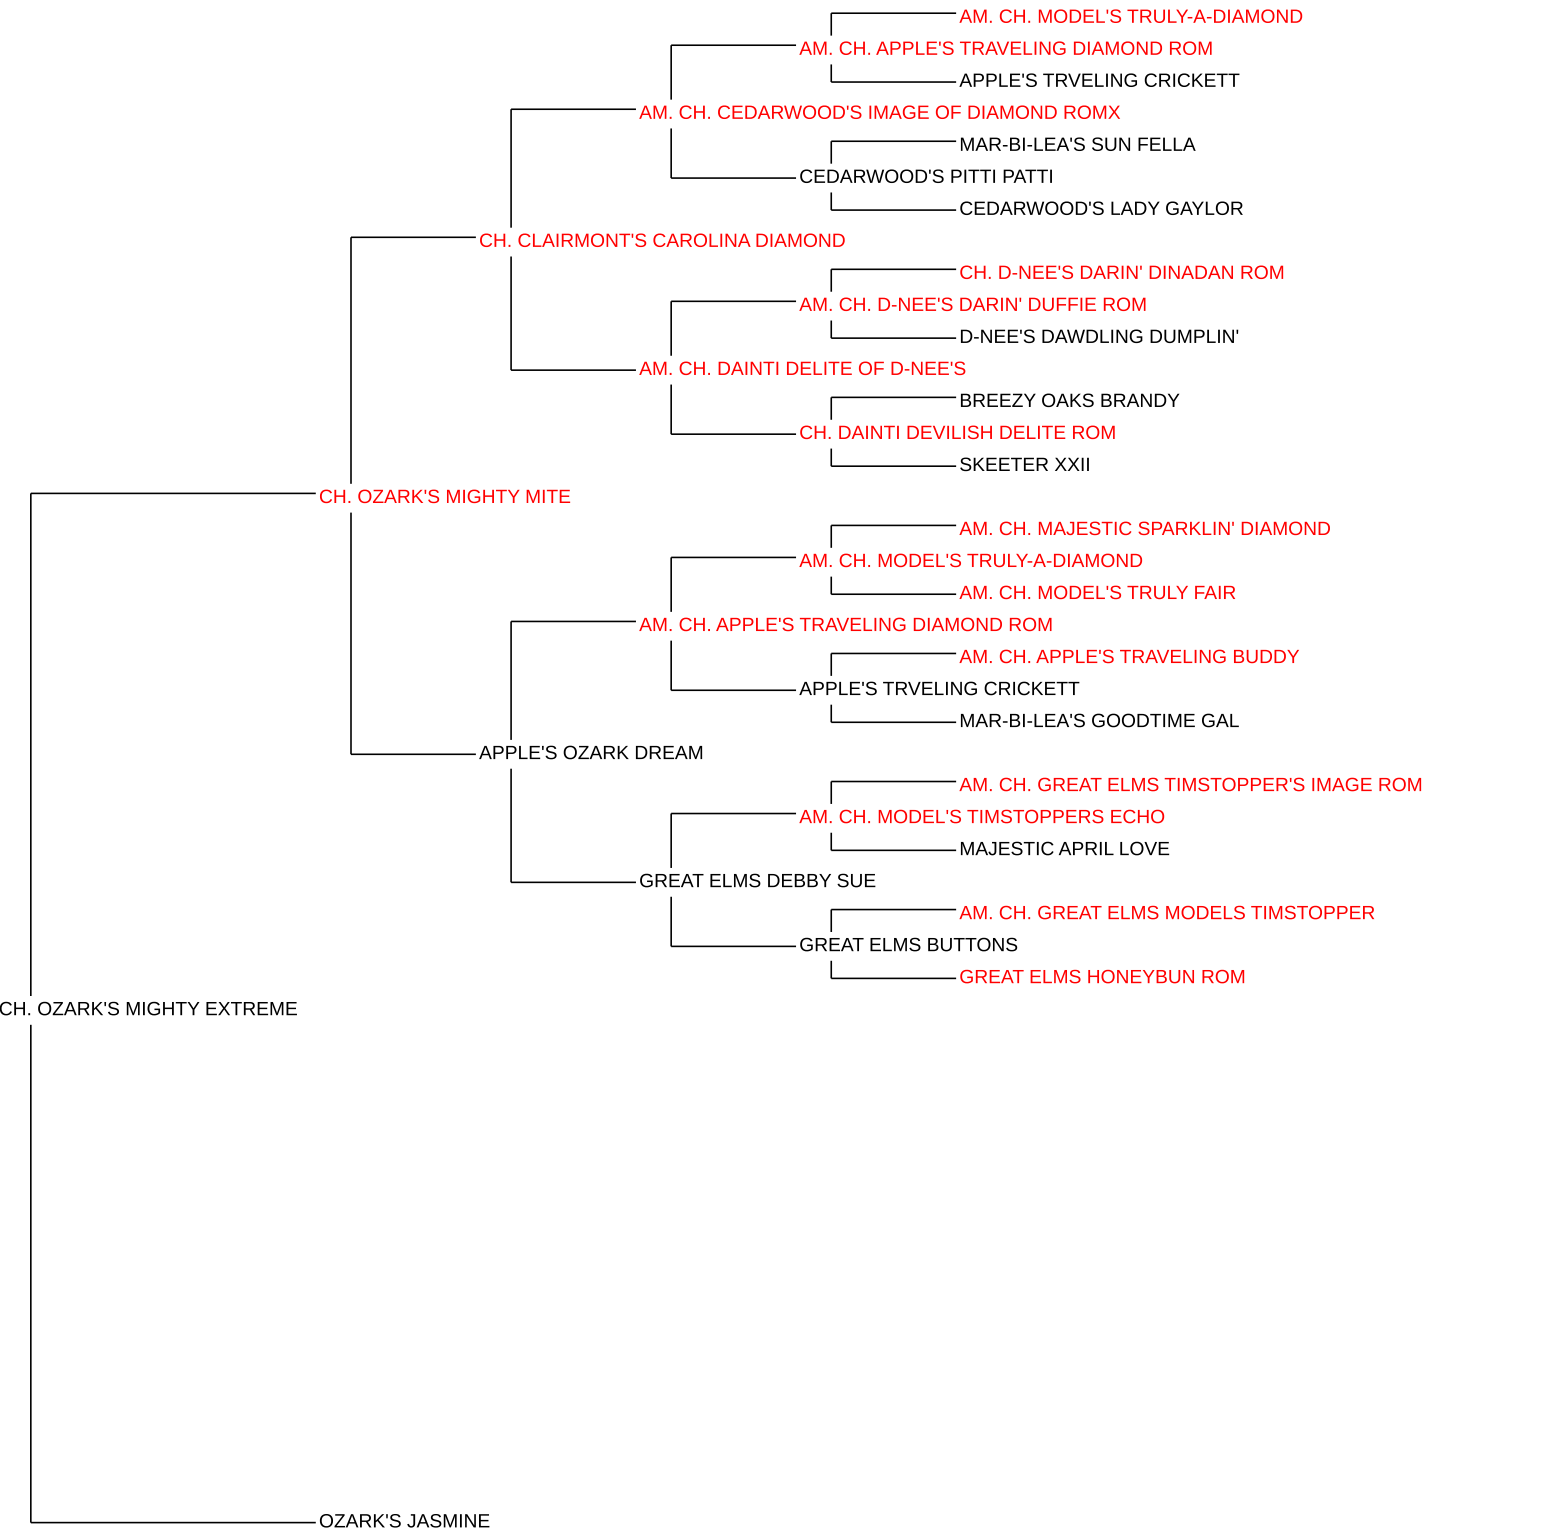 AM. CH. MODEL'S TRULY-A-DIAMOND
AM. CH. APPLE'S TRAVELING DIAMOND ROM
APPLE'S TRVELING CRICKETT
AM. CH. CEDARWOOD'S IMAGE OF DIAMOND ROMX
MAR-BI-LEA'S SUN FELLA
CEDARWOOD'S PITTI PATTI
CEDARWOOD'S LADY GAYLOR
CH. CLAIRMONT'S CAROLINA DIAMOND
CH. D-NEE'S DARIN' DINADAN ROM
AM. CH. D-NEE'S DARIN' DUFFIE ROM
D-NEE'S DAWDLING DUMPLIN'
AM. CH. DAINTI DELITE OF D-NEE'S
BREEZY OAKS BRANDY
CH. DAINTI DEVILISH DELITE ROM
SKEETER XXII
CH. OZARK'S MIGHTY MITE
AM. CH. MAJESTIC SPARKLIN' DIAMOND
AM. CH. MODEL'S TRULY-A-DIAMOND
AM. CH. MODEL'S TRULY FAIR
AM. CH. APPLE'S TRAVELING DIAMOND ROM
AM. CH. APPLE'S TRAVELING BUDDY
APPLE'S TRVELING CRICKETT
MAR-BI-LEA'S GOODTIME GAL
APPLE'S OZARK DREAM
AM. CH. GREAT ELMS TIMSTOPPER'S IMAGE ROM
AM. CH. MODEL'S TIMSTOPPERS ECHO
MAJESTIC APRIL LOVE
GREAT ELMS DEBBY SUE
AM. CH. GREAT ELMS MODELS TIMSTOPPER
GREAT ELMS BUTTONS
GREAT ELMS HONEYBUN ROM
CH. OZARK'S MIGHTY EXTREME
OZARK'S JASMINE